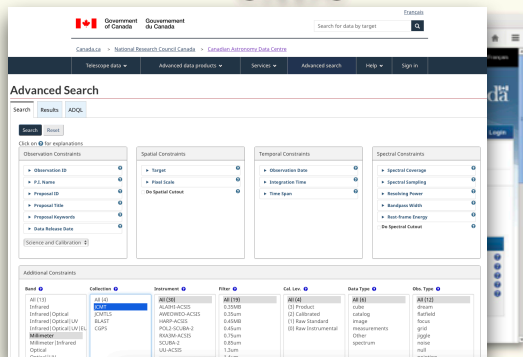 Français
Government of Canada
Gouvernement du Canada
Search for data by target
Canada.ca > National Research Council Canada > Canadian Astronomy Data Centre
Telescope data Advanced data products Services Advanced search Help Sign in
Advanced Search
Search Results ADQL
Search Reset
Click on ? for explanations
Observation Constraints
Observation ID
P.I. Name
Proposal ID
Proposal Title
Proposal Keywords
Data Release Date
Science and Calibration
Spatial Constraints
Target
Pixel Scale
Do Spatial Cutout
Temporal Constraints
Observation Date
Integration Time
Time Span
Spectral Constraints
Spectral Coverage
Spectral Sampling
Resolving Power
Bandpass Width
Rest-frame Energy
Do Spectral Cutout
Additional Constraints
Band
All (13)
Infrared
Infrared|Optical
Infrared|Optical|UV
Infrared|Optical|UV|EL
Millimeter
Millimeter|Infrared
Optical
Collection
All (4)
JCMT
JCMTLS
BLAST
CGPS
Instrument
All (39)
HARP-ACSIS
POL2-SCUBA-2
RXA3M-ACSIS
SCUBA-2
UU-ACSIS
Filter
All (19)
0.35MB
0.25um
0.45MB
0.45um
0.75um
0.85um
1.2um
Cal. Lev.
All (4)
(3) Product
(2) Calibrated
(1) Raw Standard
(0) Raw Instrumental
Data Type
All (6)
cube
catalog
image
measurements
Other
spectrum
Obs. Type
All (12)
dream
flatfield
focus
grid
jiggle
noise
null
Français
Login